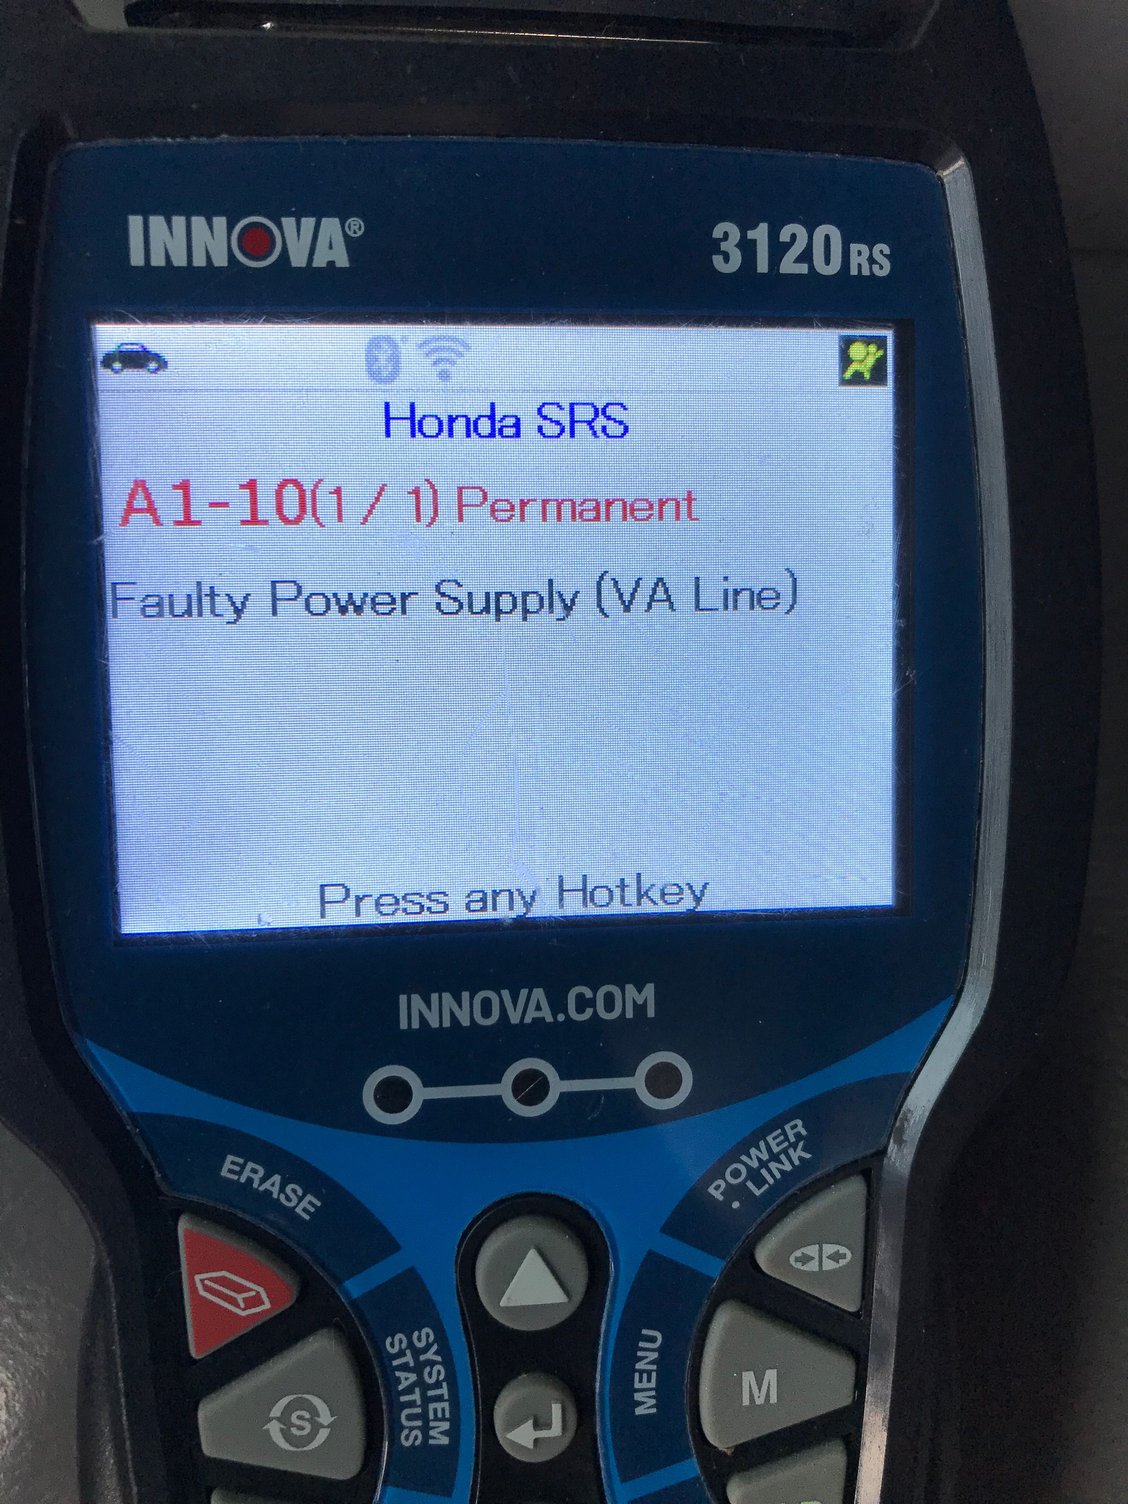 INNOVA®
3120RS
Honda SRS
A1-10(1 / 1) Permanent
Faulty Power Supply (VA Line)
Press any Hotkey
INNOVA.COM
ERASE
POWER
• LINK
SYSTEM
STATUS
MENU
S
M